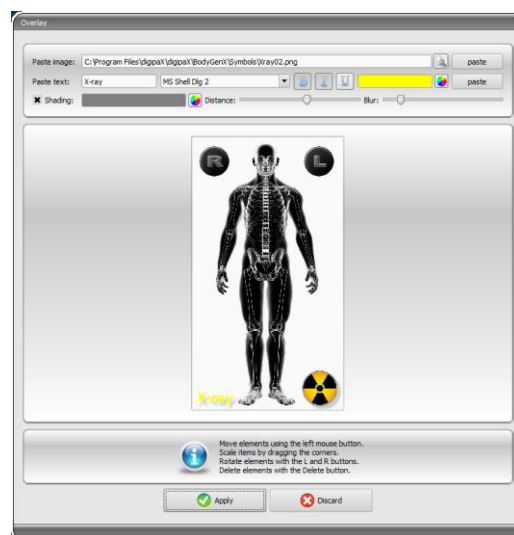 Overlay
Paste image: C:\Program Files\digipaX\digipaX\BodyGenX\Symbols\Xray02.png paste
Paste text: X-ray MS Shell Dlg 2 B I U paste
Shading: Distance: Blur:
R L
X-ray
Move elements using the left mouse button.
Scale items by dragging the corners.
Rotate elements with the L and R buttons.
Delete elements with the Delete button.
Apply Discard